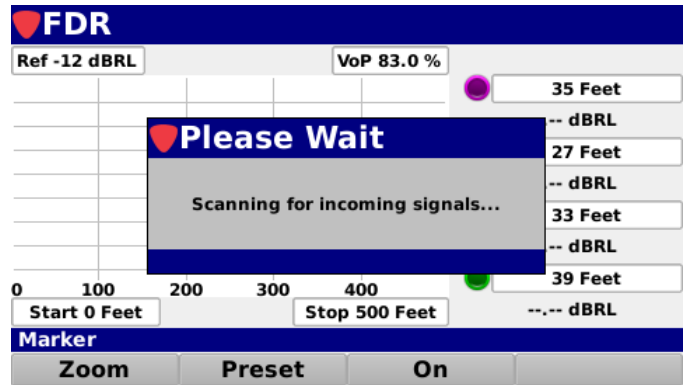 FDR
Ref -12 dBRL
VoP 83.0 %
35 Feet
.-- dBRL
27 Feet
.-- dBRL
33 Feet
.-- dBRL
39 Feet
--.-- dBRL
Please Wait
Scanning for incoming signals...
0 100 200 300 400
Start 0 Feet
Stop 500 Feet
Marker
Zoom Preset On